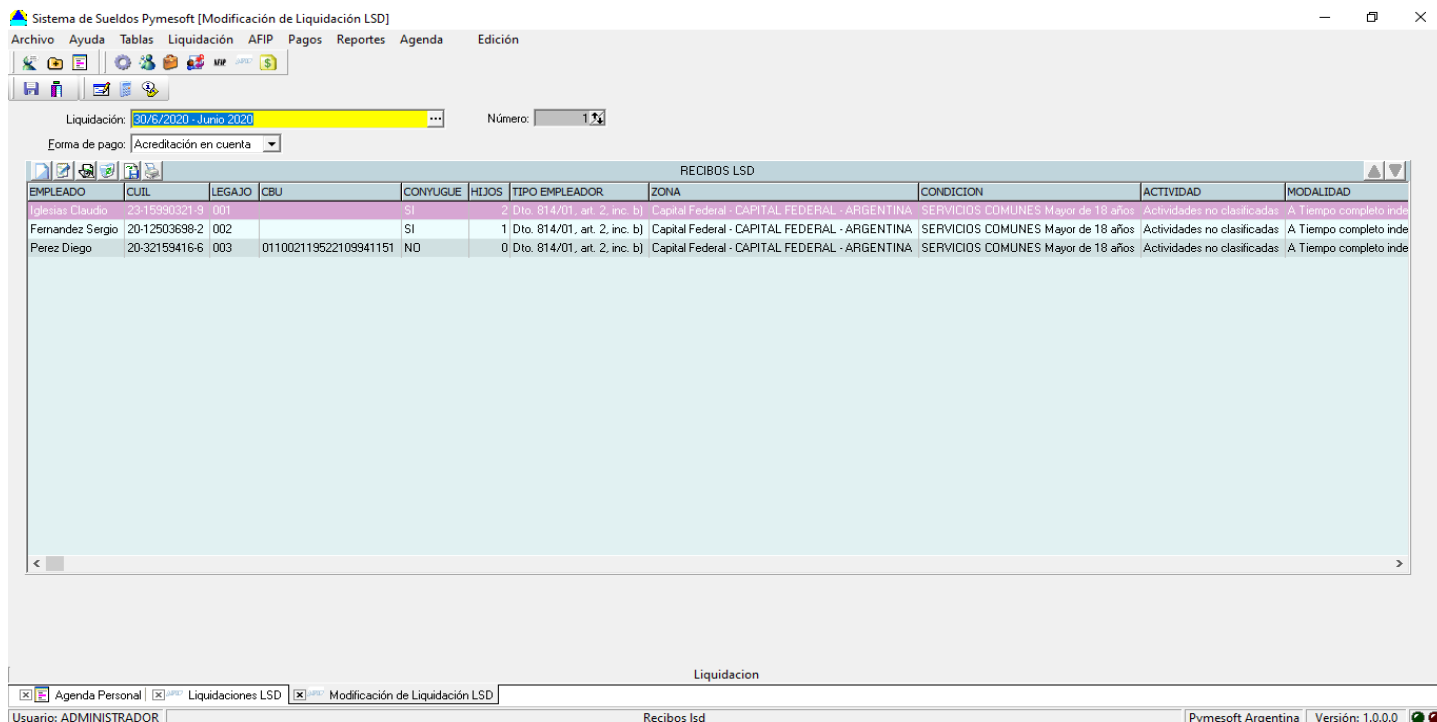 Sistema de Sueldos Pymesoft [Modificación de Liquidación LSD]
Archivo Ayuda Tablas Liquidación AFIP Pagos Reportes Agenda Edición
Liquidación: 30/6/2020 - Junio 2020 ... Número: 1
Forma de pago: Acreditación en cuenta
RECIBOS LSD
EMPLEADO CUIL LEGAJO CBU CONYUGUE HIJOS TIPO EMPLEADOR ZONA CONDICION ACTIVIDAD MODALIDAD
Iglesias Claudio 23-15990321-9 001 SI 2 Dto. 814/01, art. 2, inc. b) Capital Federal - CAPITAL FEDERAL - ARGENTINA SERVICIOS COMUNES Mayor de 18 años Actividades no clasificadas A Tiempo completo inde
Fernandez Sergio 20-12503698-2 002 SI 1 Dto. 814/01, art. 2, inc. b) Capital Federal - CAPITAL FEDERAL - ARGENTINA SERVICIOS COMUNES Mayor de 18 años Actividades no clasificadas A Tiempo completo inde
Perez Diego 20-32159416-6 003 011002119522109941151 NO 0 Dto. 814/01, art. 2, inc. b) Capital Federal - CAPITAL FEDERAL - ARGENTINA SERVICIOS COMUNES Mayor de 18 años Actividades no clasificadas A Tiempo completo inde
Liquidacion
Agenda Personal Liquidaciones LSD Modificación de Liquidación LSD
Usuario: ADMINISTRADOR Recibos lsd Pymesoft Argentina Versión: 1.0.0.0